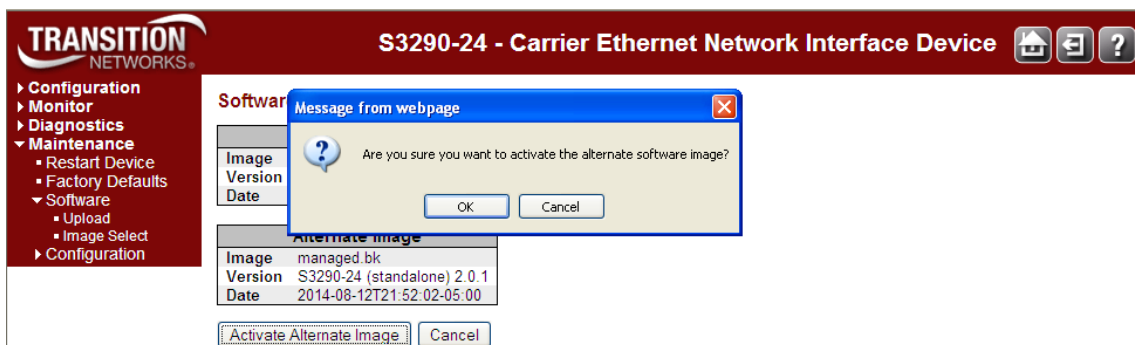 TRANSITION
NETWORKS®
S3290-24 - Carrier Ethernet Network Interface Device
?
Configuration
Monitor
Diagnostics
Maintenance
Restart Device
Factory Defaults
Software
Upload
Image Select
Configuration
Message from webpage
Are you sure you want to activate the alternate software image?
OK Cancel
Image
Version
Date
Alternate Image
Image managed.bk
Version S3290-24 (standalone) 2.0.1
Date 2014-08-12T21:52:02-05:00
Activate Alternate Image Cancel